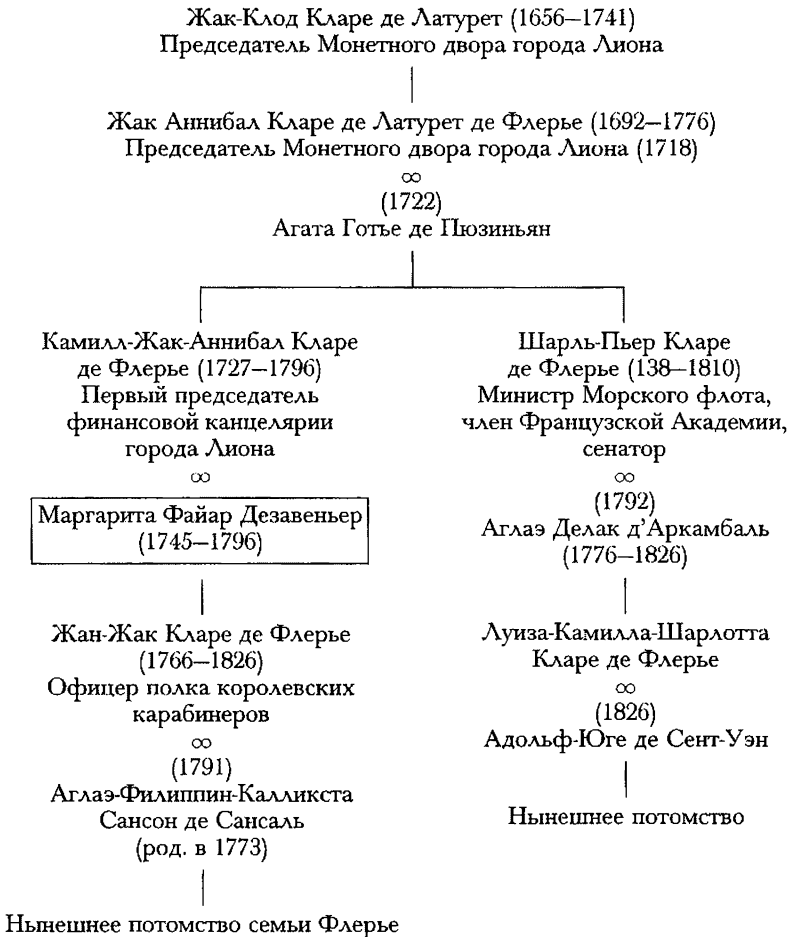 Жак-Клод Кларе де Латурет (1656–1741)
Председатель Монетного двора города Лиона
Жак Аннибал Кларе де Латурет де Флерье (1692–1776)
Председатель Монетного двора города Лиона (1718)
∞
(1722)
Агата Готье де Пюзиньян
Камилл-Жак-Аннибал Кларе
де Флерье (1727–1796)
Первый председатель
финансовой канцелярии
города Лиона
∞
Маргарита Файар Дезавеньер
(1745–1796)
Жан-Жак Кларе де Флерье
(1766–1826)
Офицер полка королевских
карабинеров
∞
(1791)
Аглаэ-Филиппин-Калликста
Сансон де Сансаль
(род. в 1773)
Нынешнее потомство семьи Флерье
Шарль-Пьер Кларе
де Флерье (138–1810)
Министр Морского флота,
член Французской Академии,
сенатор
∞
(1792)
Аглаэ Делак д’Аркамбаль
(1776–1826)
Луиза-Камилла-Шарлотта
Кларе де Флерье
∞
(1826)
Адольф-Юге де Сент-Уэн
Нынешнее потомство